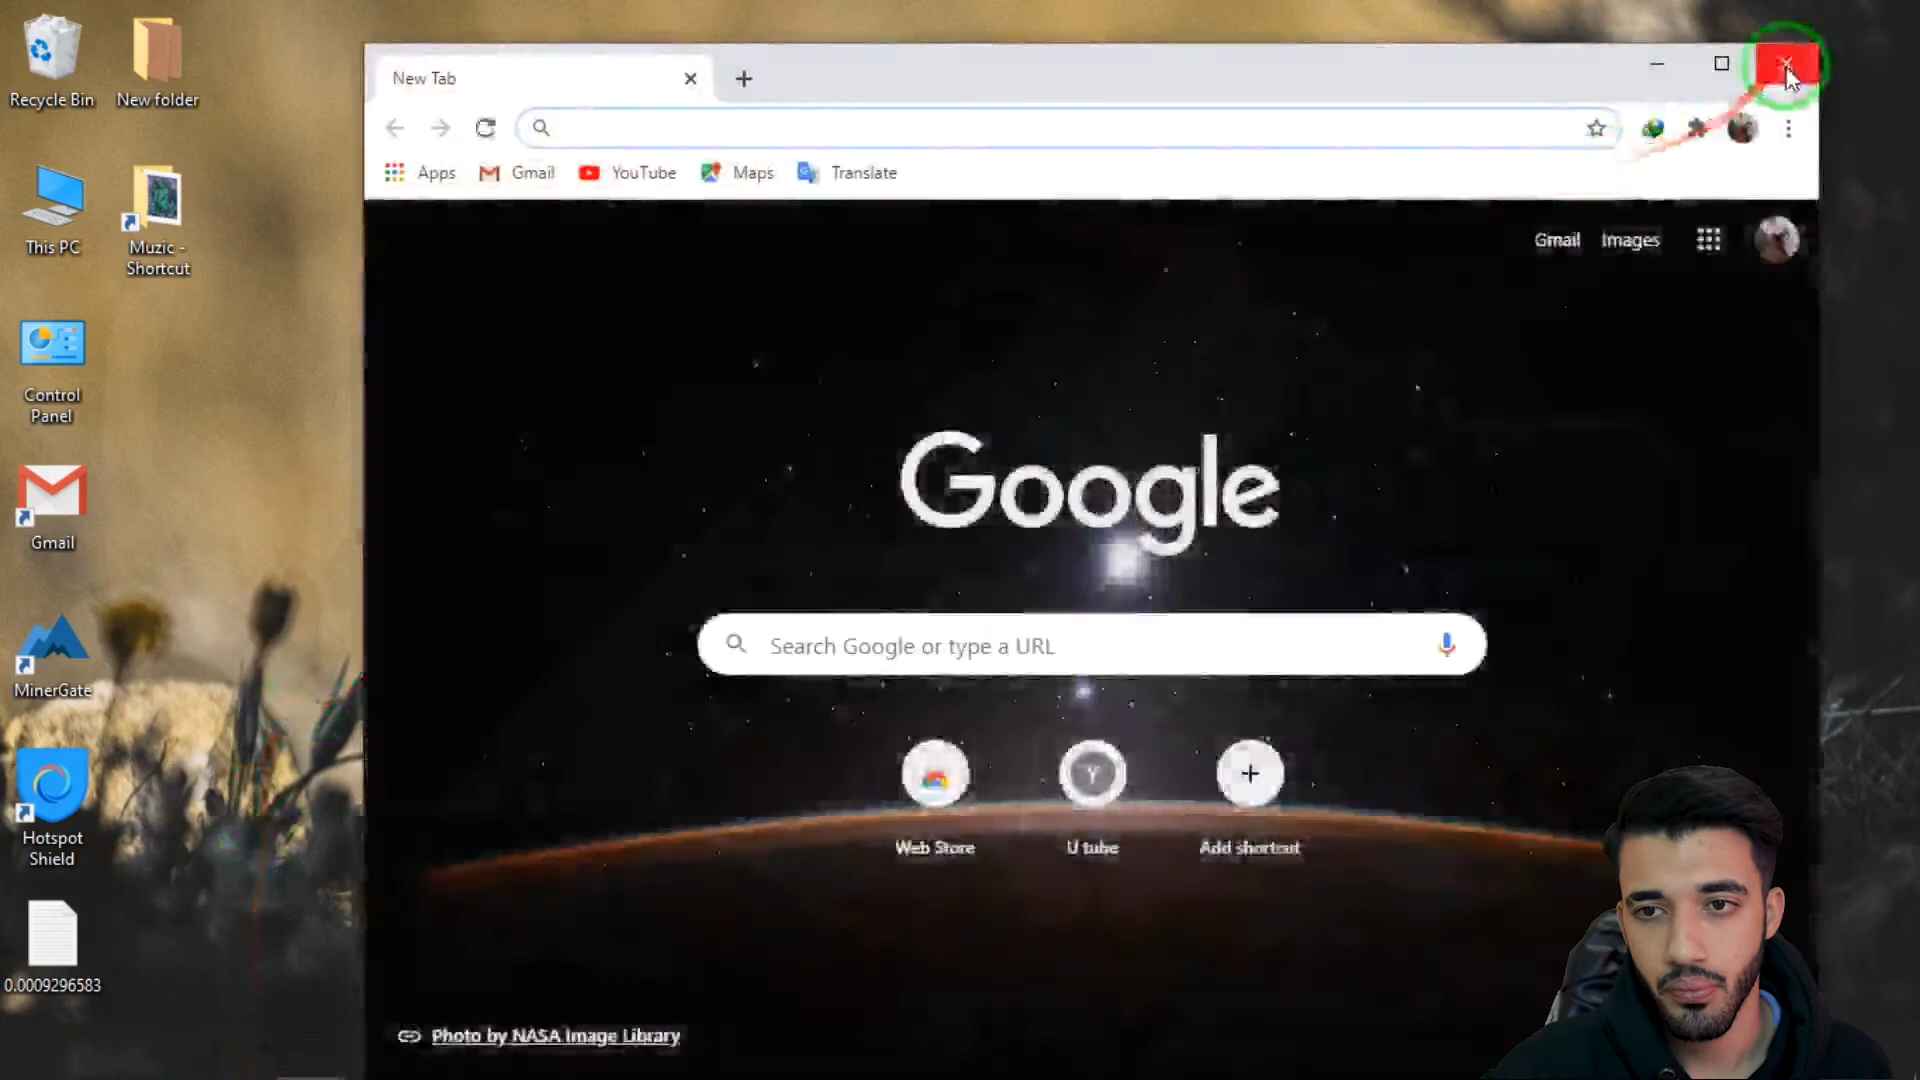 Recycle Bin
New folder
This PC
Muzic -
Shortcut
Control
Panel
Gmail
MinerGate
Hotspot
Shield
0.0009296583
New Tab
Apps
Gmail
YouTube
Maps
Translate
Gmail
Images
Google
Search Google or type a URL
Y
Web Store
U tube
Add shortcut
Photo by NASA Image Library